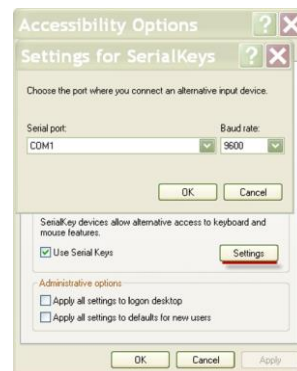 Accessibility Options
Settings for SerialKeys
Choose the port where you connect an alternative input device.
Serial port:
Baud rate:
COM1
9600
OK
Cancel
SerialKey devices allow alternative access to keyboard and
mouse features.
Use Serial Keys
Settings
Administrative options
Apply all settings to logon desktop
Apply all settings to defaults for new users
OK
Cancel
Apply